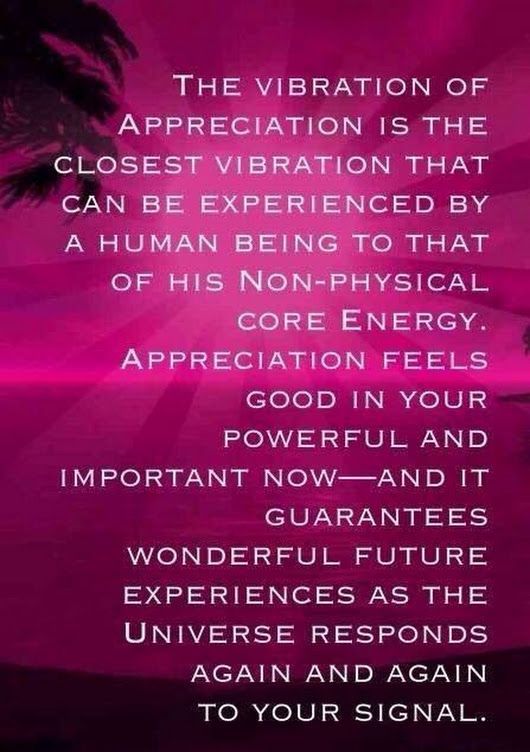 The vibration of
Appreciation is the
closest vibration that
can be experienced by
a human being to that
of his Non-physical
core Energy.
Appreciation feels
good in your
powerful and
important now—and it
guarantees
wonderful future
experiences as the
Universe responds
again and again
to your signal.